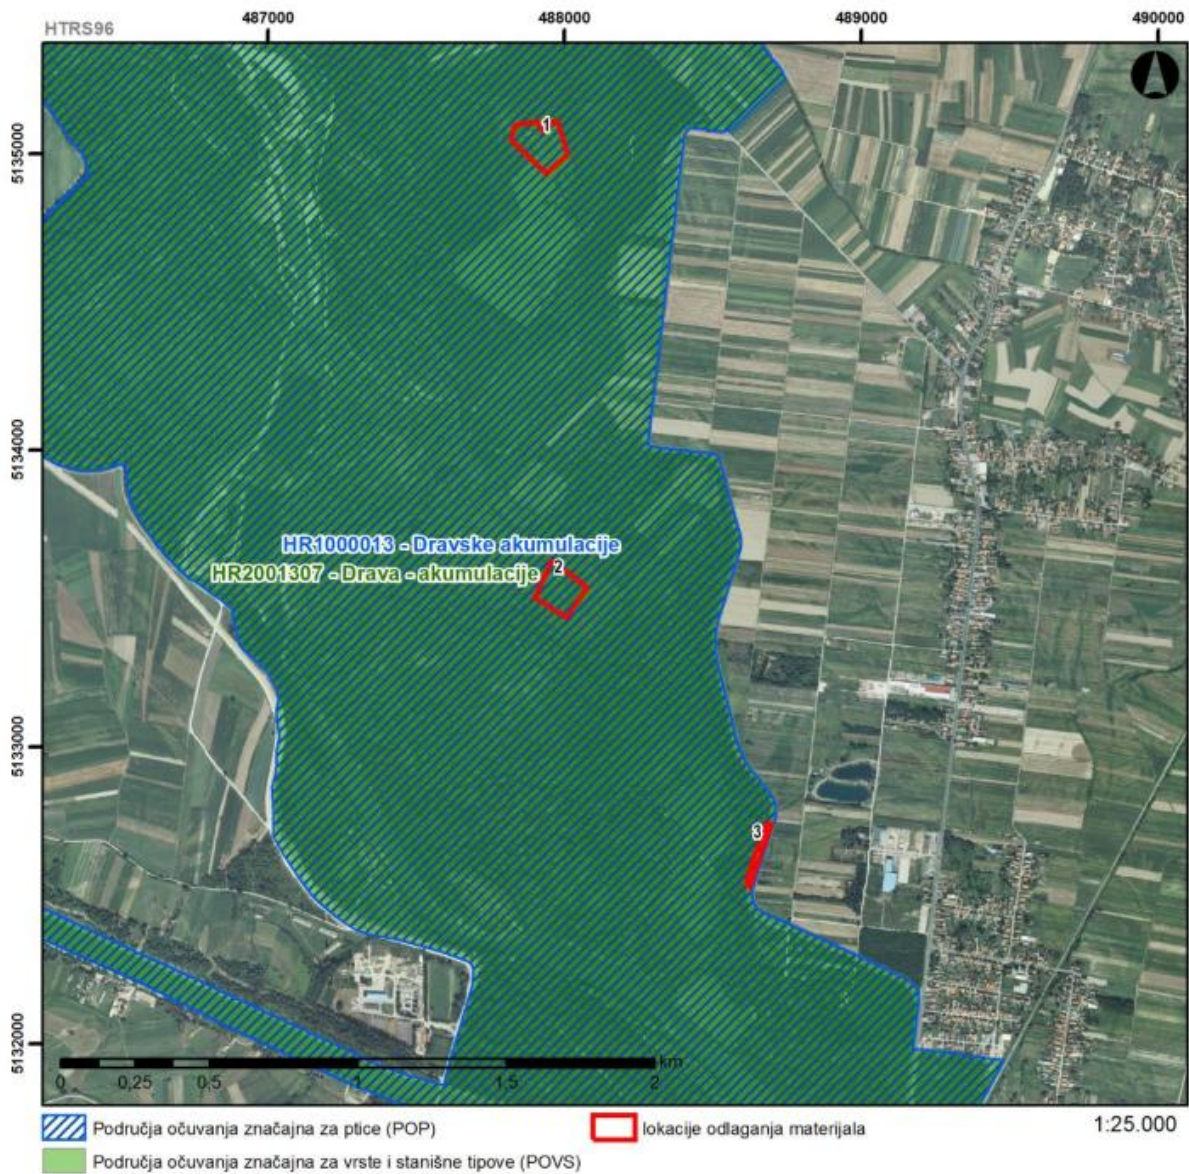 HTRS96
487000 488000 489000 490000
5135000
5134000
5133000
5132000
1
HR1000013 - Dravske akumulacije
HR2001307 - Drava - akumulacije
2
3
km
0 0,25 0,5 1 1,5 2
Područja očuvanja značajna za ptice (POP)
lokacije odlaganja materijala
1:25.000
Područja očuvanja značajna za vrste i stanišne tipove (POVS)